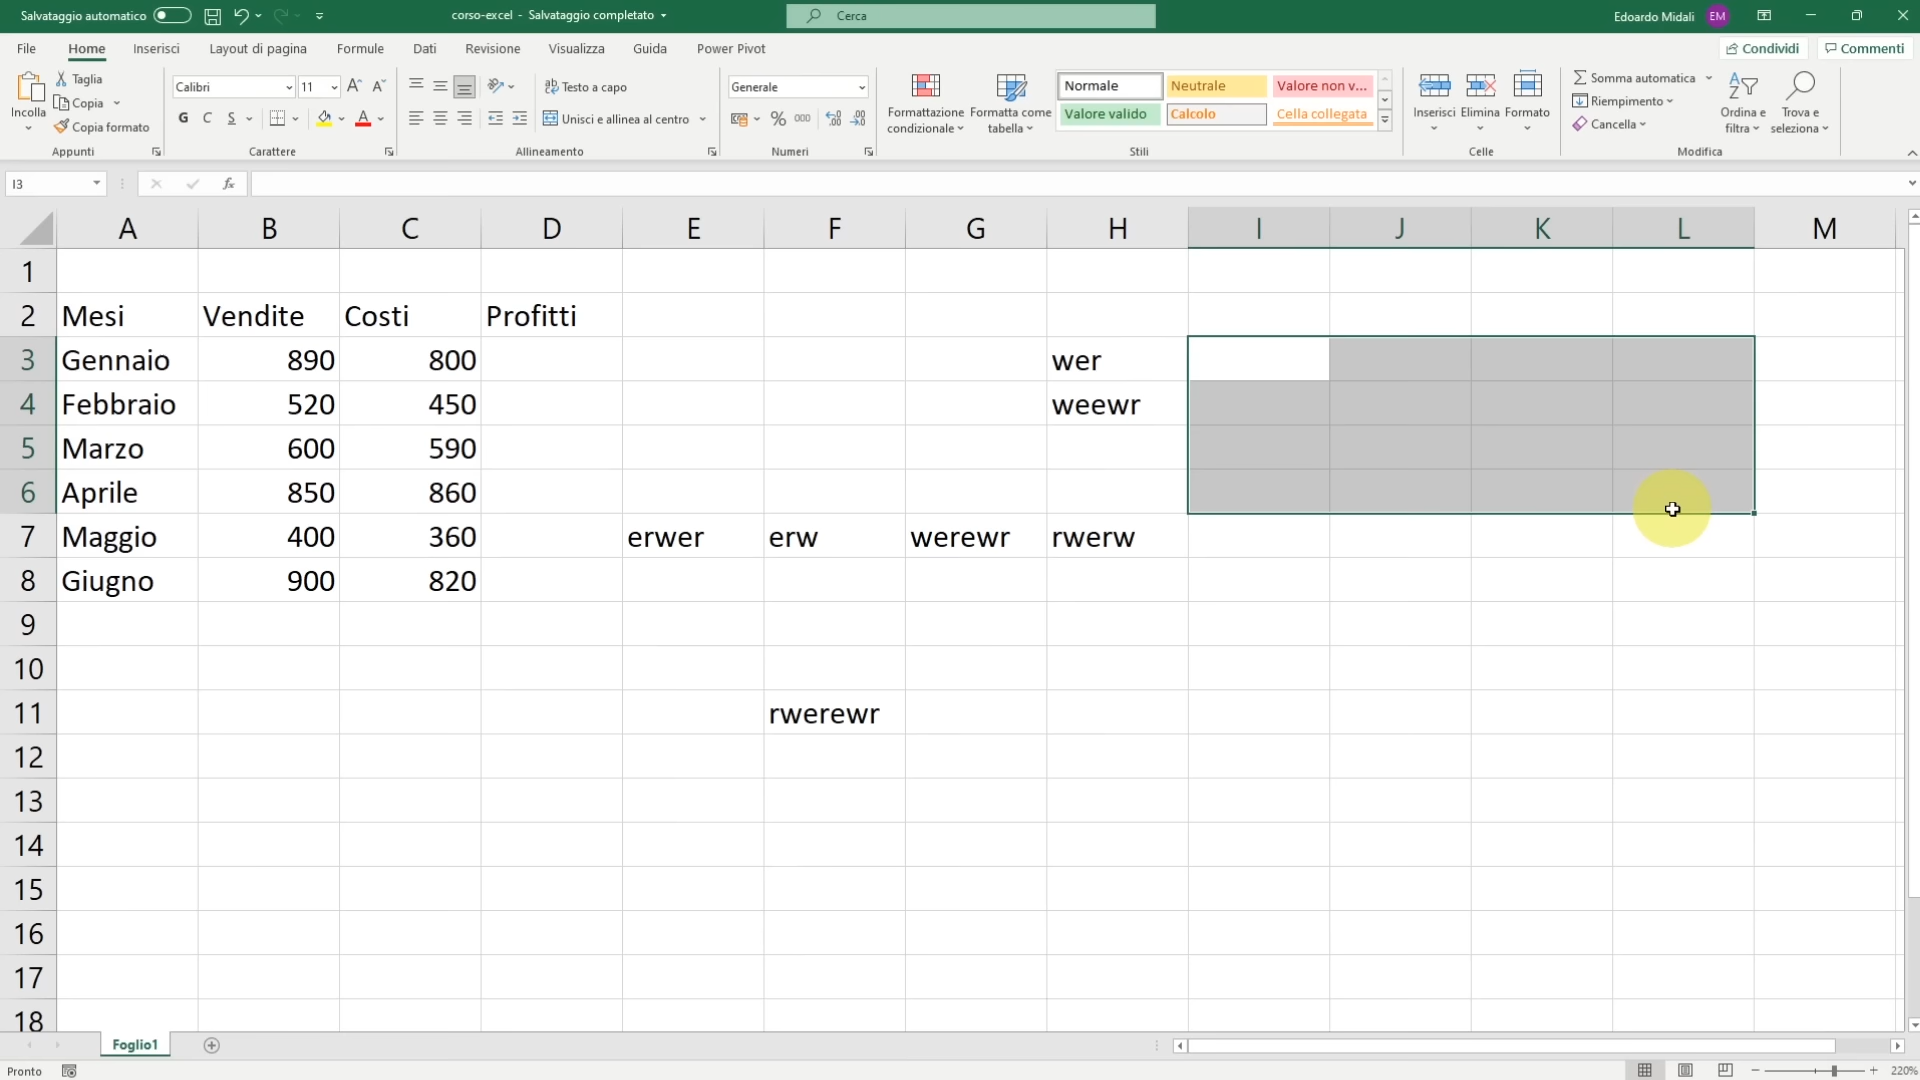 Salvataggio automatico
corso-excel - Salvataggio completato
Cerca
Edoardo Midali EM
File Home Inserisci Layout di pagina Formule Dati Revisione Visualizza Guida Power Pivot
Condividi Commenti
Incolla
Taglia
Copia
Copia formato
Appunti
Calibri 11
G C S A
Carattere
Testo a capo
Unisci e allinea al centro
Allineamento
Generale
% 000
Numeri
Formattazione condizionale
Formatta come tabella
Normale Neutrale Valore non v...
Valore valido Calcolo Cella collegata
Stili
Inserisci Elimina Formato
Celle
Somma automatica
Riempimento
Cancella
Ordina e filtra
Trova e seleziona
Modifica
I3 fx
A B C D E F G H I J K L M
1
2 Mesi Vendite Costi Profitti
3 Gennaio 890 800 wer
4 Febbraio 520 450 weewr
5 Marzo 600 590
6 Aprile 850 860
7 Maggio 400 360 erwer erw werewr rwerw
8 Giugno 900 820
9
10
11 rwerewr
12
13
14
15
16
17
18
Foglio1
Pronto 220%